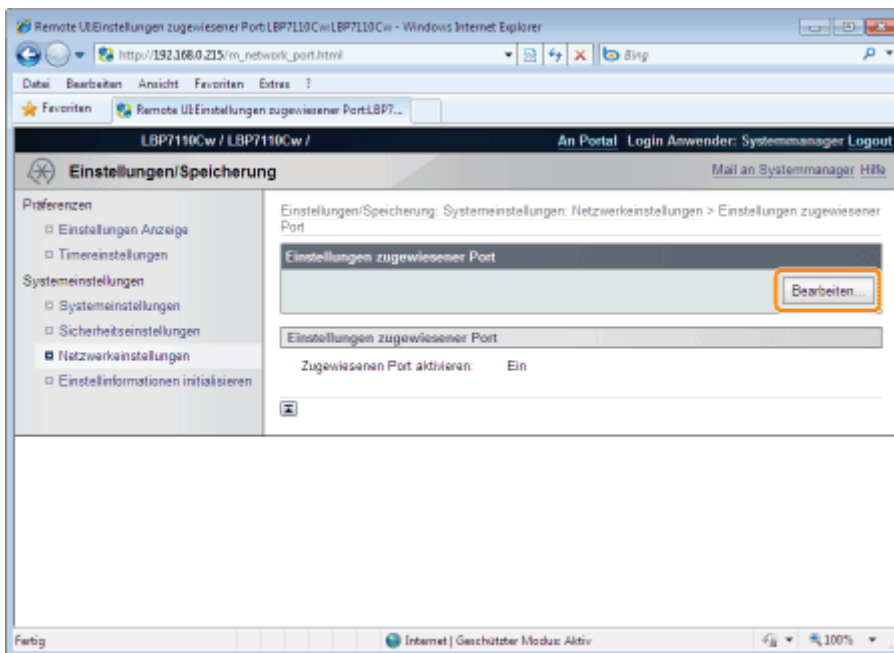 Remote UI:Einstellungen zugewiesener Port:LBP7110Cw:LBP7110Cw - Windows Internet Explorer
http://192.168.0.215/m_network_port.html
Bing
Datei Bearbeiten Ansicht Favoriten Extras ?
Favoriten Remote UI:Einstellungen zugewiesener Port:LBP7...
LBP7110Cw / LBP7110Cw / An Portal Login Anwender: Systemmanager Logout
Einstellungen/Speicherung Mail an Systemmanager Hilfe
Präferenzen
Einstellungen Anzeige
Timereinstellungen
Systemeinstellungen
Systemeinstellungen
Sicherheitseinstellungen
Netzwerkeinstellungen
Einstellinformationen initialisieren
Einstellungen/Speicherung: Systemeinstellungen: Netzwerkeinstellungen > Einstellungen zugewiesener
Port
Einstellungen zugewiesener Port
Bearbeiten...
Einstellungen zugewiesener Port
Zugewiesenen Port aktivieren: Ein
Fertig Internet | Geschützter Modus: Aktiv 100%